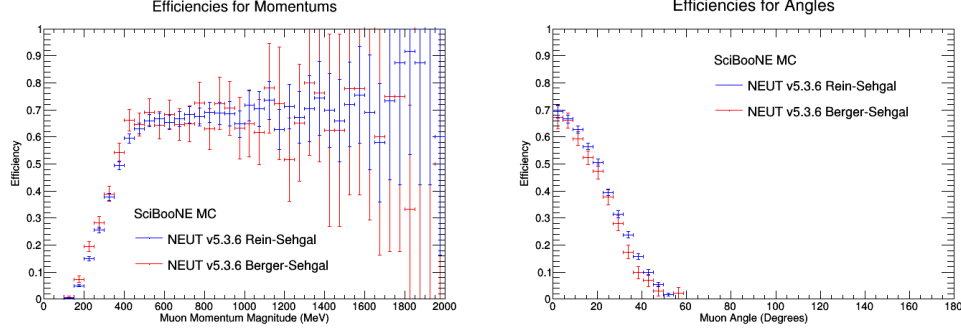 Efficiencies for Momentums
Efficiency
1
0.9
0.8
0.7
0.6
0.5
0.4
0.3
0.2
0.1
0
SciBooNE MC
NEUT v5.3.6 Rein-Sehgal
NEUT v5.3.6 Berger-Sehgal
0 200 400 600 800 1000 1200 1400 1600 1800 2000
Muon Momentum Magnitude (MeV)
Efficiencies for Angles
Efficiency
1
0.9
0.8
0.7
0.6
0.5
0.4
0.3
0.2
0.1
0
SciBooNE MC
NEUT v5.3.6 Rein-Sehgal
NEUT v5.3.6 Berger-Sehgal
0 20 40 60 80 100 120 140 160 180
Muon Angle (Degrees)